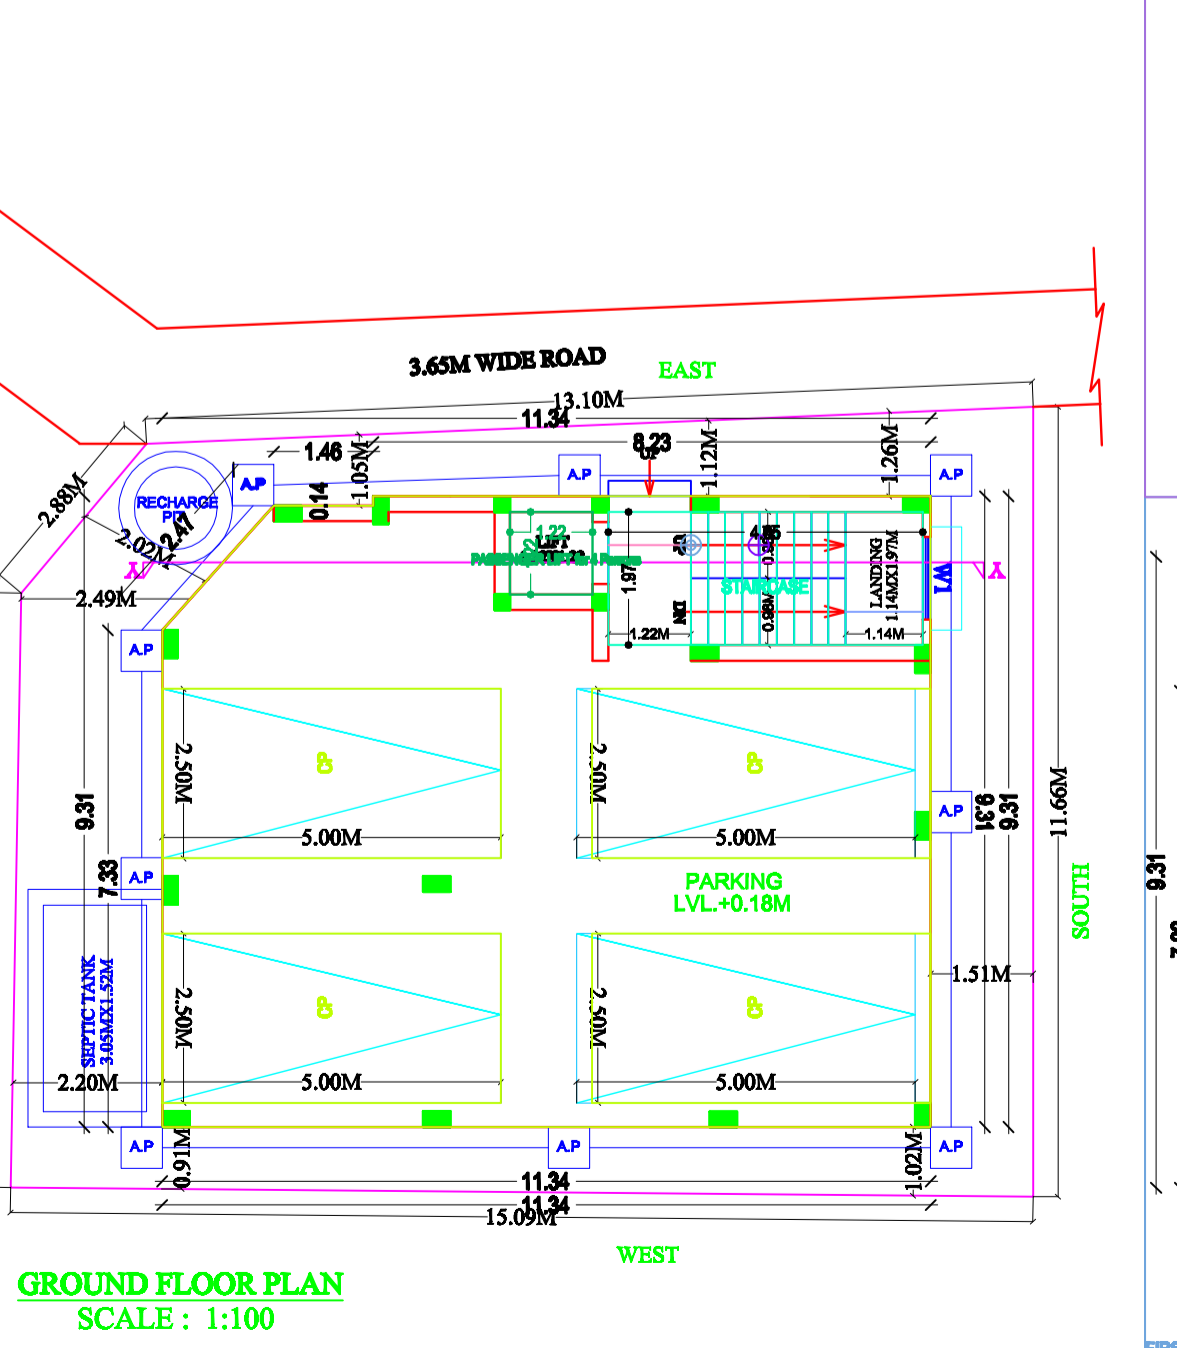 3.65M WIDE ROAD
EAST
13.10M
11.34
8.23
UP
1.46
1.05M
1.12M
1.26M
2.88M
A.P
A.P
A.P
RECHARGE
PIT
0.14
2.47
2.02M
2.49M
Y
Y
1.22
LIFT
1.97
UP
DN
STAIRCASE
0.98M
LANDING
1.14MX1.97M
W1
1.22M
1.14M
A.P
2.50M
CP
5.00M
2.50M
CP
5.00M
9.31
7.33
A.P
A.P
9.31
9.31
11.66M
9.31
SOUTH
PARKING
LVL.+0.18M
SEPTIC TANK
3.05MX1.52M
2.50M
CP
5.00M
2.50M
CP
5.00M
1.51M
2.20M
A.P
A.P
A.P
0.91M
1.02M
11.34
11.34
15.09M
WEST
GROUND FLOOR PLAN
SCALE : 1:100